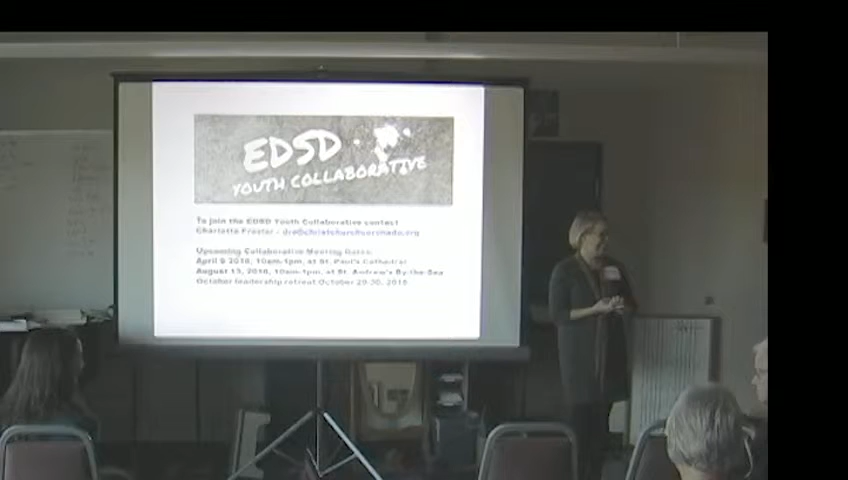 EDSD
YOUTH COLLABORATIVE
To join the EDSD Youth Collaborative contact
Upcoming Collaborative Meeting Dates:
April 9 2016, 10am-1pm, at St. Paul's Cathedral
August 13, 2016, 10am-1pm, at St. Andrew's By-the-Sea
October leadership retreat October 28-30, 2016